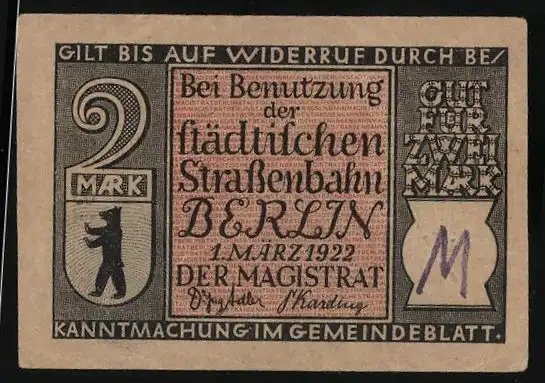 GILT BIS AUF WIDERRUF DURCH BE/
2
MARK
Bei Benutzung
der
städtischen
Straßenbahn
BERLIN
1. MÄRZ 1922
DER MAGISTRAT
GUT
FÜR
ZWEI
MARK
M
KANNTMACHUNG IM GEMEINDEBLATT.